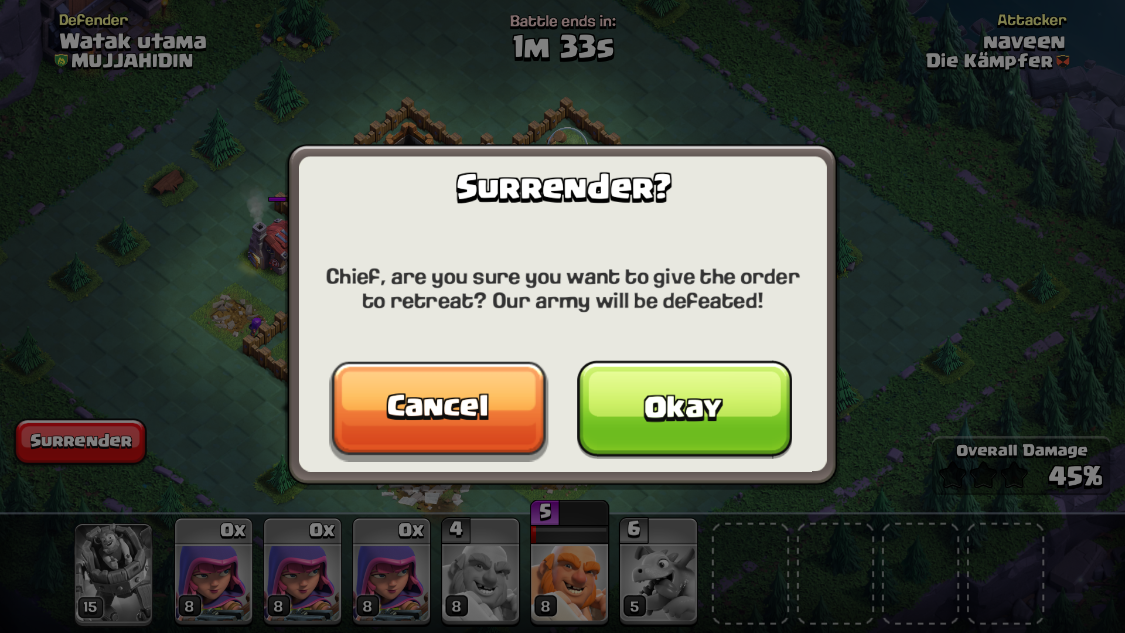 Defender
Watak utama
MUJJAHIDIN
Battle ends in:
1m 33s
Attacker
naveen
Die Kämpfer
Surrender?
Chief, are you sure you want to give the order
to retreat? Our army will be defeated!
Cancel
Okay
Surrender
Overall Damage
45%
0x
0x
0x
4
5
6
15
8
8
8
8
8
5